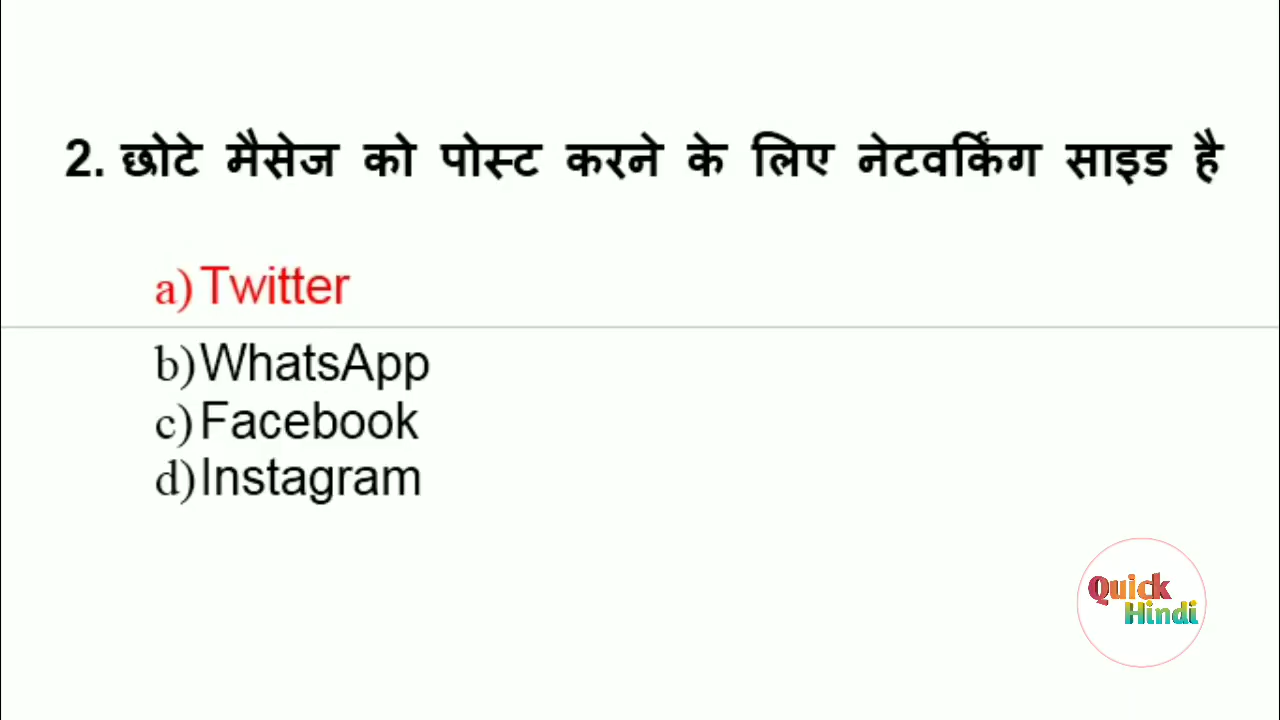 2. छोटे मैसेज को पोस्ट करने के लिए नेटवर्किंग साइड है
a) Twitter
b) WhatsApp
c) Facebook
d) Instagram
Quick
Hindi